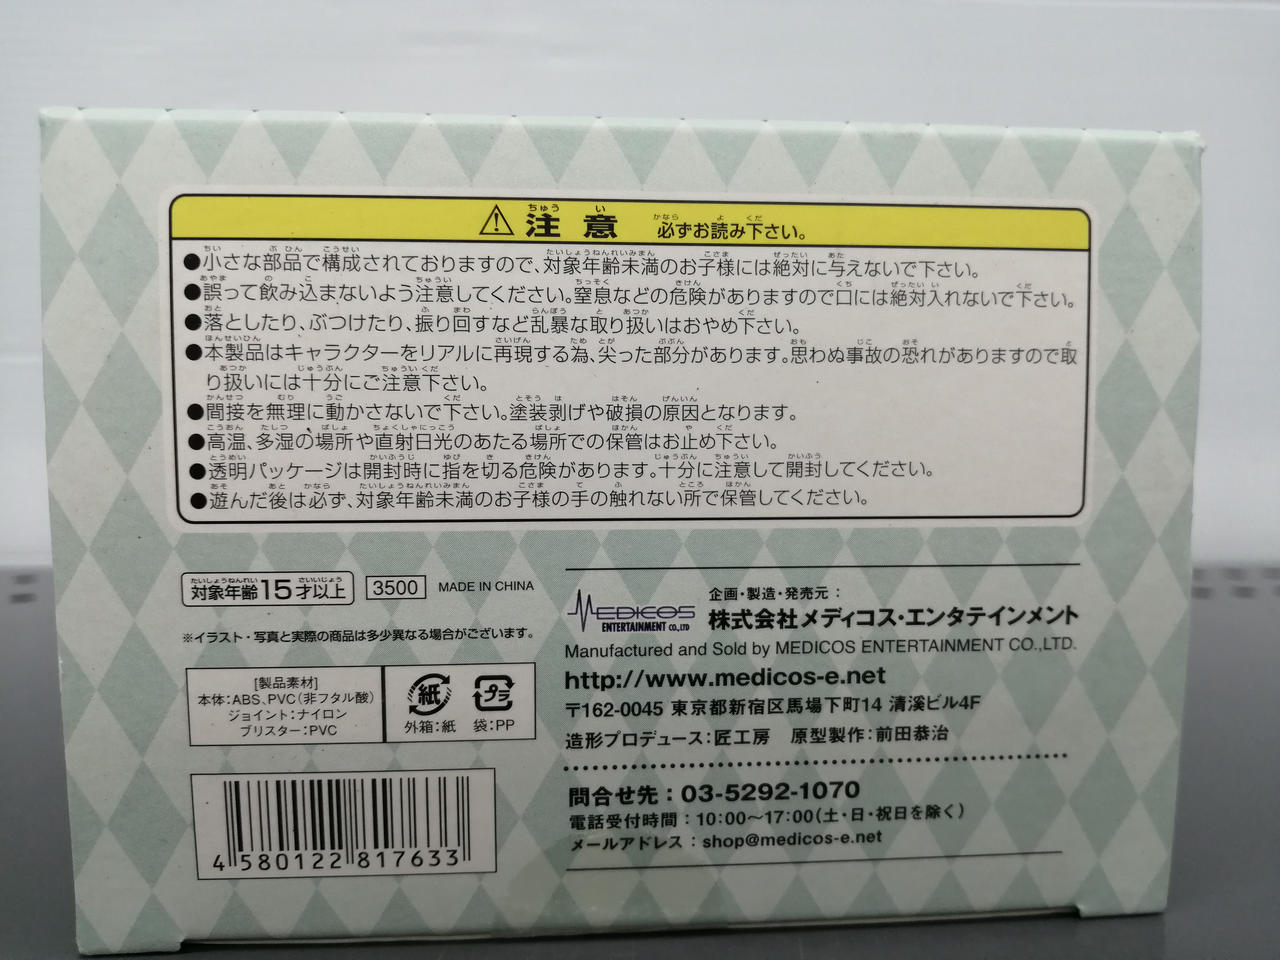 ⚠注意 必ずお読み下さい。
●小さな部品で構成されておりますので、対象年齢未満のお子様には絶対に与えないで下さい。
●誤って飲み込まないよう注意してください。窒息などの危険がありますので口には絶対入れないで下さい。
●落としたり、ぶつけたり、振り回すなど乱暴な取り扱いはおやめ下さい。
●本製品はキャラクターをリアルに再現する為、尖った部分があります。思わぬ事故の恐れがありますので取
り扱いには十分にご注意下さい。
●間接を無理に動かさないで下さい。塗装剥げや破損の原因となります。
●高温、多湿の場所や直射日光のあたる場所での保管はお止め下さい。
●透明パッケージは開封時に指を切る危険があります。十分に注意して開封してください。
●遊んだ後は必ず、対象年齢未満のお子様の手の触れない所で保管してください。
対象年齢15才以上 3500 MADE IN CHINA
※イラスト・写真と実際の商品は多少異なる場合がございます。
[製品素材]
本体:ABS、PVC(非フタル酸)
ジョイント:ナイロン
ブリスター:PVC
紙
外箱:紙
プラ
袋:PP
4 580122 817633
MEDICOS
ENTERTAINMENT CO.,LTD
企画・製造・発売元:
株式会社メディコス・エンタテインメント
Manufactured and Sold by MEDICOS ENTERTAINMENT CO.,LTD.
http://www.medicos-e.net
〒162-0045 東京都新宿区馬場下町14 清溪ビル4F
造形プロデュース:匠工房 原型製作:前田恭治
問合せ先:03-5292-1070
電話受付時間:10:00〜17:00(土・日・祝日を除く)
メールアドレス:shop@medicos-e.net